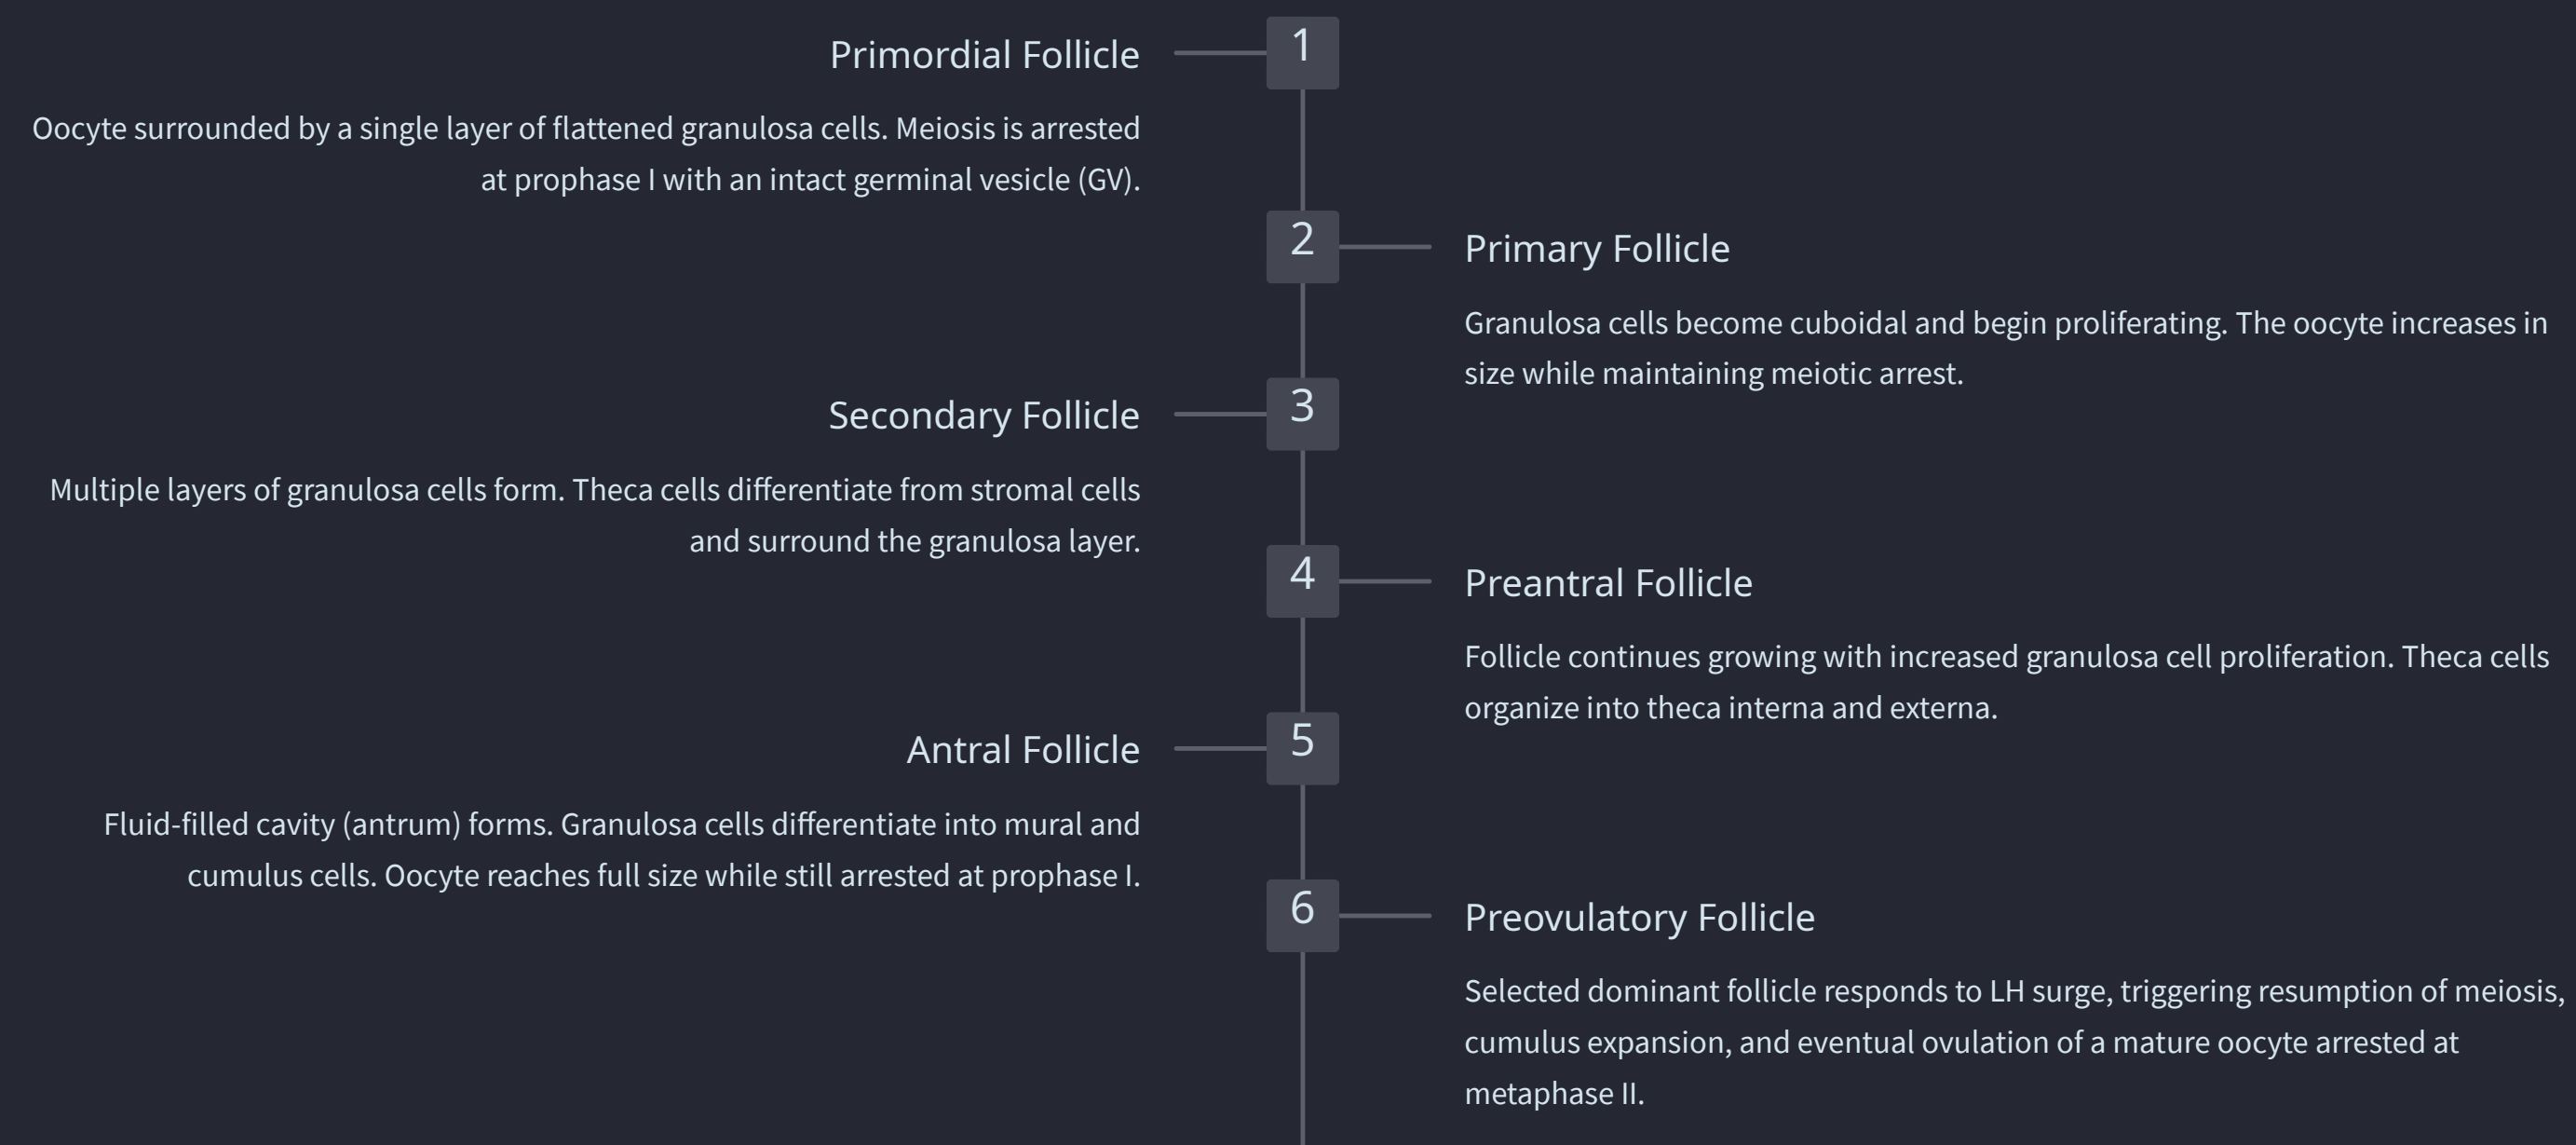 1
Primordial Follicle
Oocyte surrounded by a single layer of flattened granulosa cells. Meiosis is arrested
at prophase I with an intact germinal vesicle (GV).
2
Primary Follicle
Granulosa cells become cuboidal and begin proliferating. The oocyte increases in
size while maintaining meiotic arrest.
3
Secondary Follicle
Multiple layers of granulosa cells form. Theca cells differentiate from stromal cells
and surround the granulosa layer.
4
Preantral Follicle
Follicle continues growing with increased granulosa cell proliferation. Theca cells
organize into theca interna and externa.
5
Antral Follicle
Fluid-filled cavity (antrum) forms. Granulosa cells differentiate into mural and
cumulus cells. Oocyte reaches full size while still arrested at prophase I.
6
Preovulatory Follicle
Selected dominant follicle responds to LH surge, triggering resumption of meiosis,
cumulus expansion, and eventual ovulation of a mature oocyte arrested at
metaphase II.